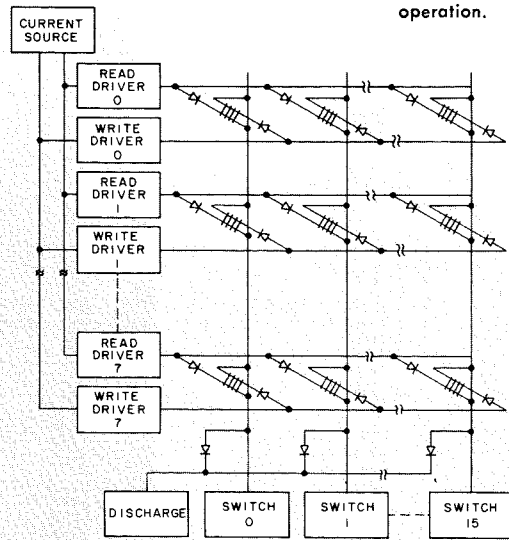 operation.
CURRENT
SOURCE
READ
DRIVER
0
WRITE
DRIVER
0
READ
DRIVER
1
WRITE
DRIVER
1
READ
DRIVER
7
WRITE
DRIVER
7
DISCHARGE
SWITCH
0
SWITCH
1
SWITCH
15